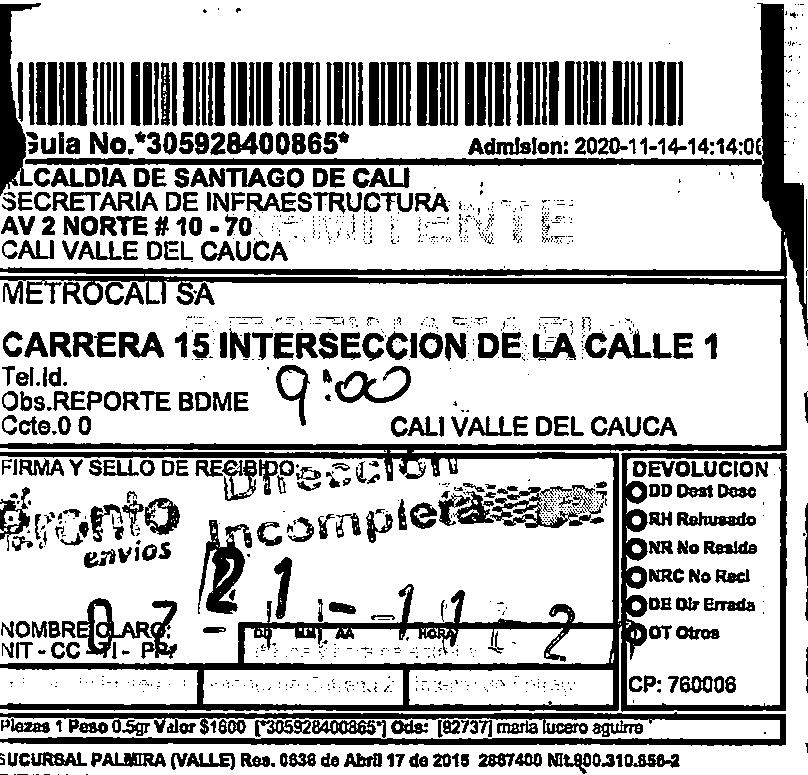 Guia No.*305928400865*
Admision: 2020-11-14-14:14:06
ALCALDIA DE SANTIAGO DE CALI
SECRETARIA DE INFRAESTRUCTURA
REMITENTE
AV 2 NORTE # 10 - 70
CALI VALLE DEL CAUCA
METROCALI SA
DESTINATARIO
CARRERA 15 INTERSECCION DE LA CALLE 1
Tel.Id.
9:00
Obs.REPORTE BDME
Ccte.0 0
CALI VALLE DEL CAUCA
FIRMA Y SELLO DE RECIBIDO:
Dirección
Incompleta
Pronto
envios
21
NOMBRE CLARO:
NIT - CC - TI - PP:
DD MM AA HORA
DEVOLUCION
DD Dest Desc
RH Rehusado
NR No Reside
NRC No Recl
DE Dir Errada
OT Otros
CP: 760006
Piezas 1 Peso 0.5gr Valor $1600 [*305928400865*] Ods: [92737] maria lucero aguirre
SUCURSAL PALMIRA (VALLE) Res. 0638 de Abril 17 de 2015 2867400 Nit.900.310.856-2